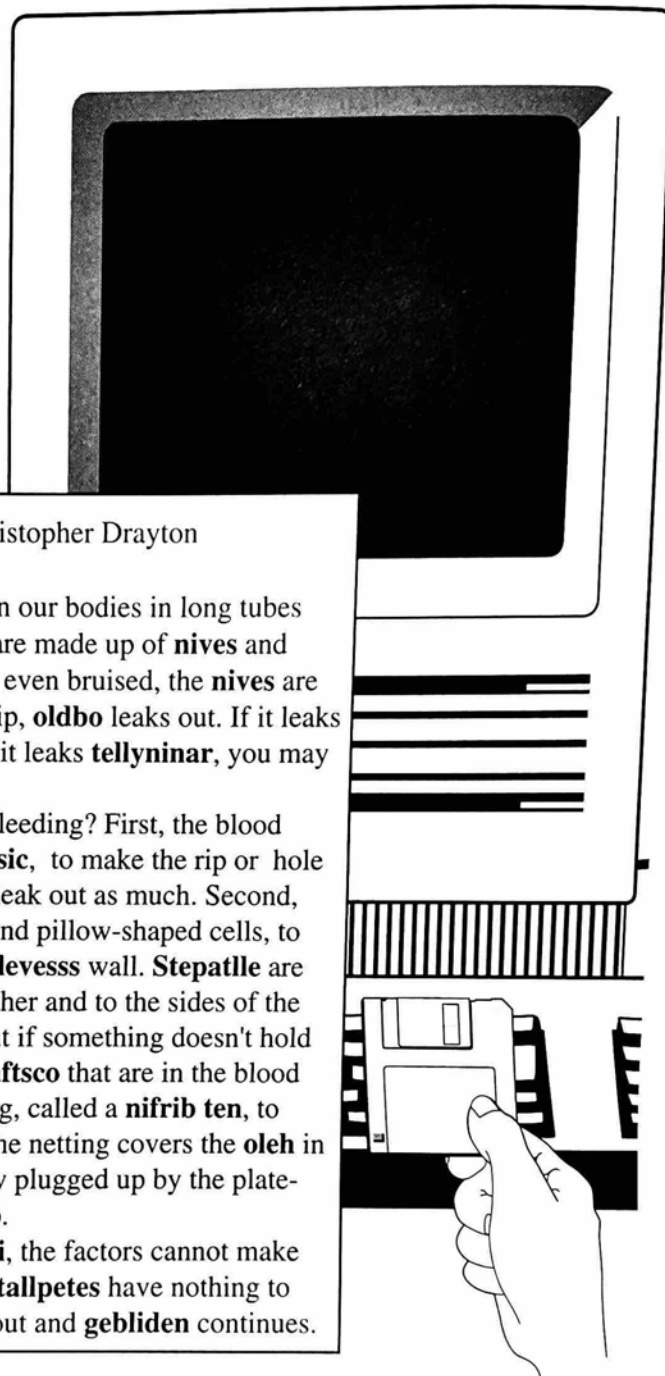 istopher Drayton
n our bodies in long tubes
are made up of nives and
even bruised, the nives are
ip, oldbo leaks out. If it leaks
it leaks tellyninar, you may
leeding? First, the blood
sic, to make the rip or hole
eak out as much. Second,
nd pillow-shaped cells, to
levesss wall. Stepatlle are
her and to the sides of the
t if something doesn't hold
ftsco that are in the blood
g, called a nifrib ten, to
he netting covers the oleh in
y plugged up by the plate-
i, the factors cannot make
tallpetes have nothing to
out and gebliden continues.